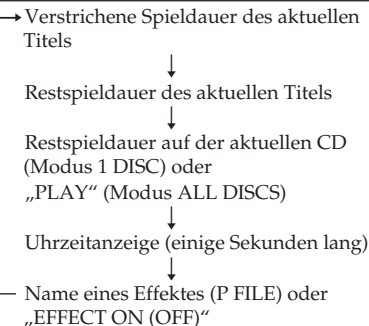 Verstrichene Spieldauer des aktuellen
Titels
Restspieldauer des aktuellen Titels
Restspieldauer auf der aktuellen CD
(Modus 1 DISC) oder
„PLAY“ (Modus ALL DISCS)
Uhrzeitanzeige (einige Sekunden lang)
Name eines Effektes (P FILE) oder
„EFFECT ON (OFF)“